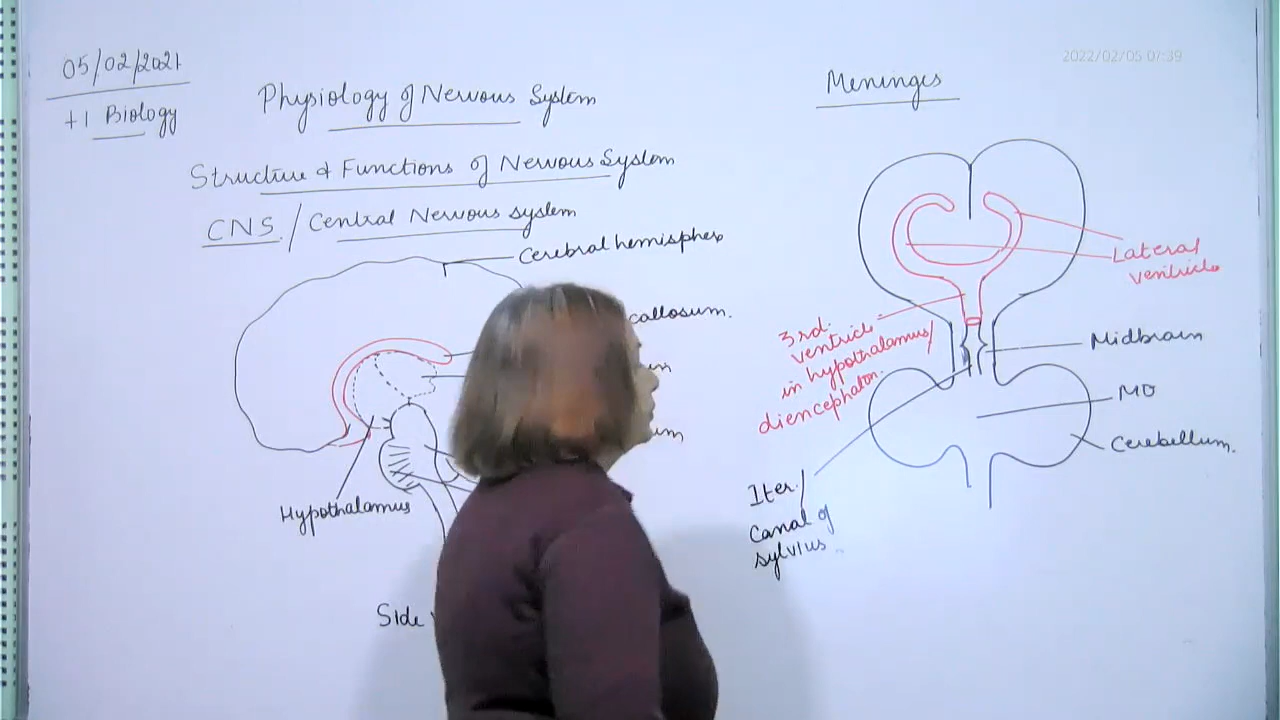 05/02/2021
+1 Biology
Physiology of Nervous System
Structure & Functions of Nervous System
CNS / Central Nervous system
Cerebral hemisphere
callosum.
Hypothalamus
Side
2022/02/05 07:39
Meninges
Lateral
ventricle
3rd
ventricle
in hypothalamus/
diencephalon.
Midbrain
MO
Cerebellum.
Iter /
Canal of
sylvius